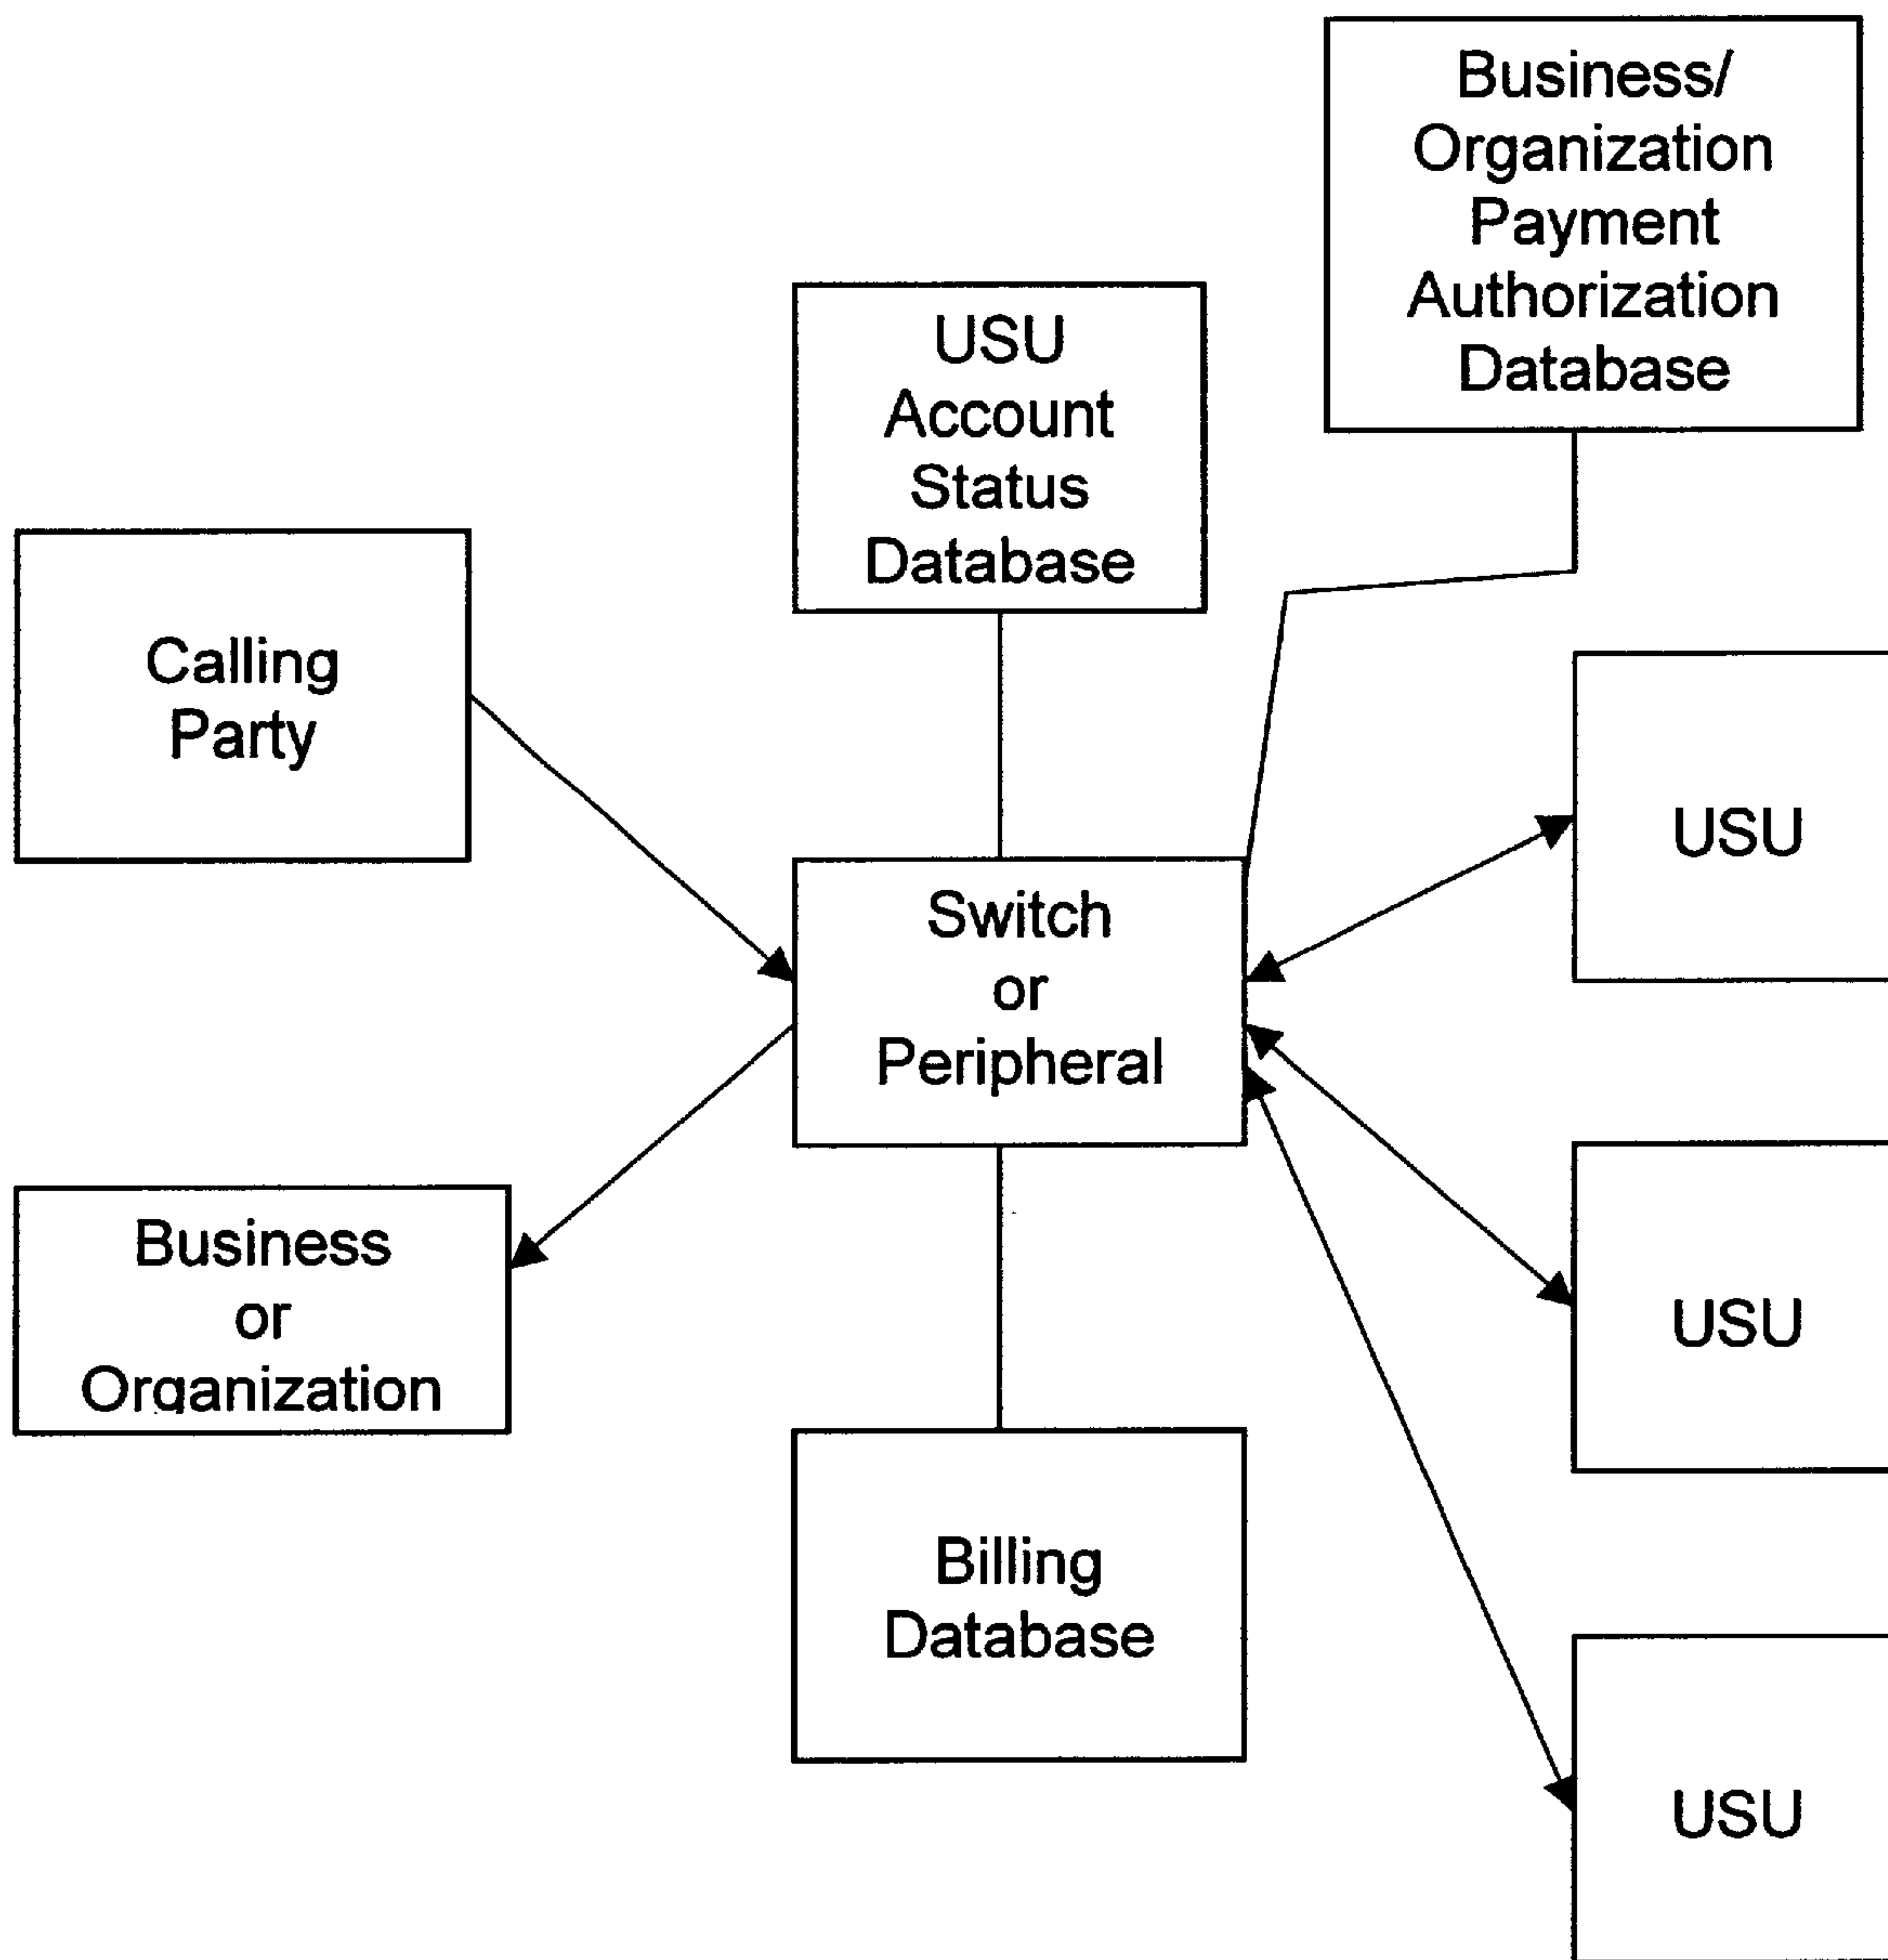 Business/
Organization
Payment
Authorization
Database
USU
Account
Status
Database
Calling
Party
USU
Switch
or
Peripheral
Business
or
Organization
USU
Billing
Database
USU